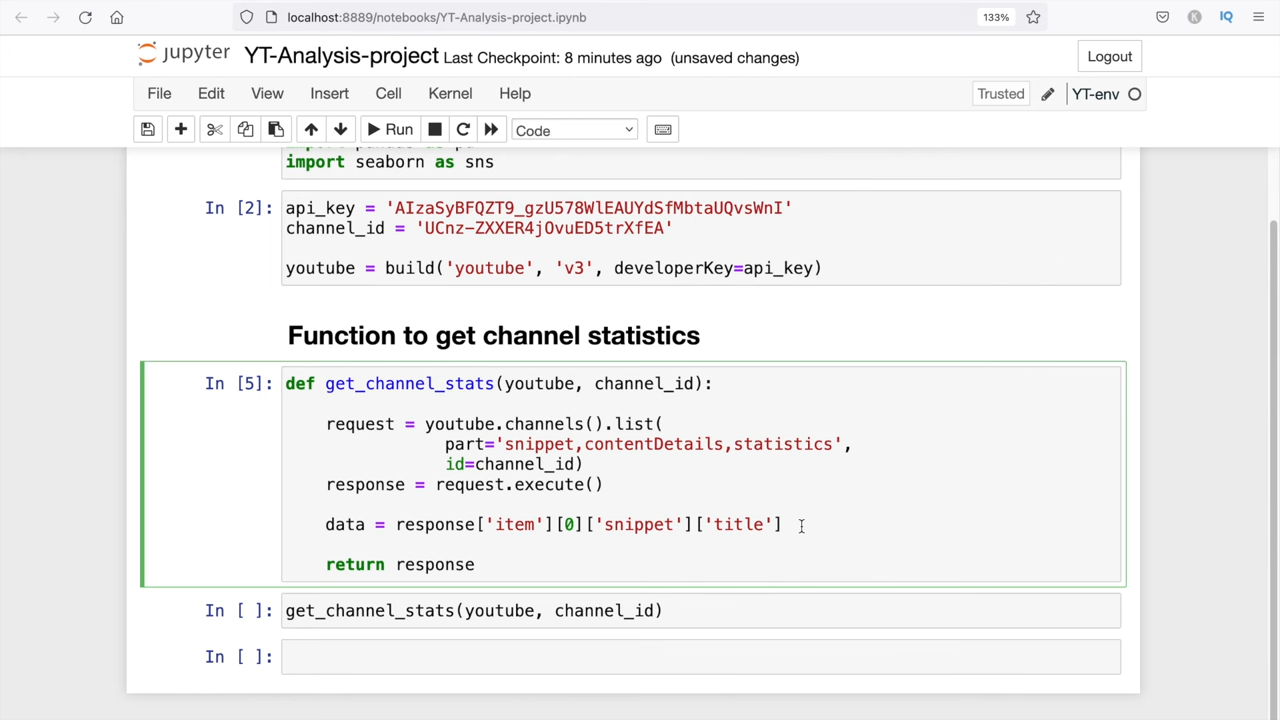 localhost:8889/notebooks/YT-Analysis-project.ipynb
133%
K
IQ
jupyter YT-Analysis-project Last Checkpoint: 8 minutes ago (unsaved changes)
Logout
File Edit View Insert Cell Kernel Help
Trusted
YT-env
Run
Code
import seaborn as sns
In [2]:
api_key = 'AIzaSyBFQZT9_gzU578WlEAUYdSfMbtaUQvsWnI'
channel_id = 'UCnz-ZXXER4jOvuED5trXfEA'
youtube = build('youtube', 'v3', developerKey=api_key)
Function to get channel statistics
In [5]:
def get_channel_stats(youtube, channel_id):
request = youtube.channels().list(
part='snippet,contentDetails,statistics',
id=channel_id)
response = request.execute()
data = response['item'][0]['snippet']['title']
return response
In [ ]:
get_channel_stats(youtube, channel_id)
In [ ]: